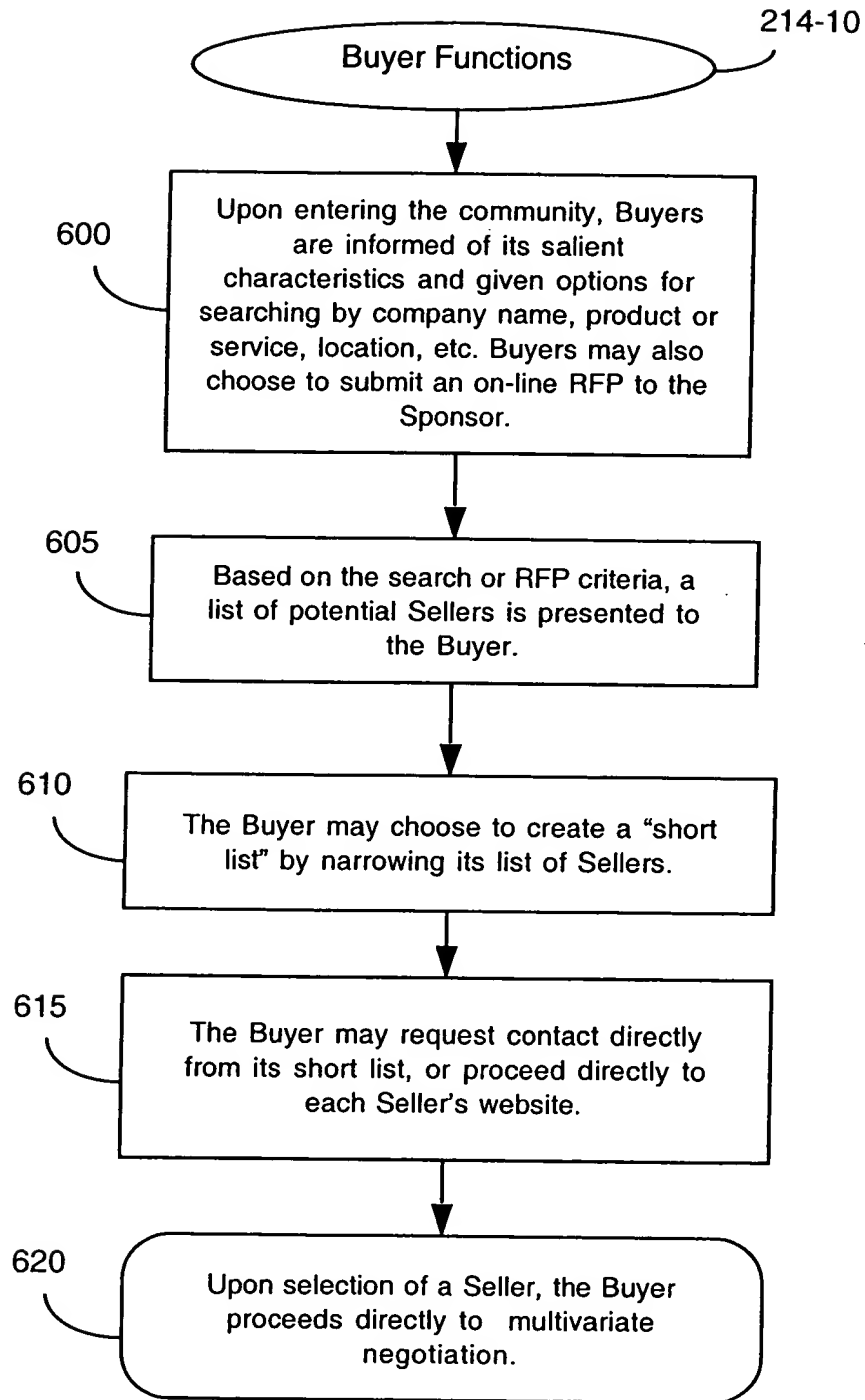 214-10
Buyer Functions
600
Upon entering the community, Buyers
are informed of its salient
characteristics and given options for
searching by company name, product or
service, location, etc. Buyers may also
choose to submit an on-line RFP to the
Sponsor.
605
Based on the search or RFP criteria, a
list of potential Sellers is presented to
the Buyer.
610
The Buyer may choose to create a “short
list” by narrowing its list of Sellers.
615
The Buyer may request contact directly
from its short list, or proceed directly to
each Seller's website.
620
Upon selection of a Seller, the Buyer
proceeds directly to multivariate
negotiation.